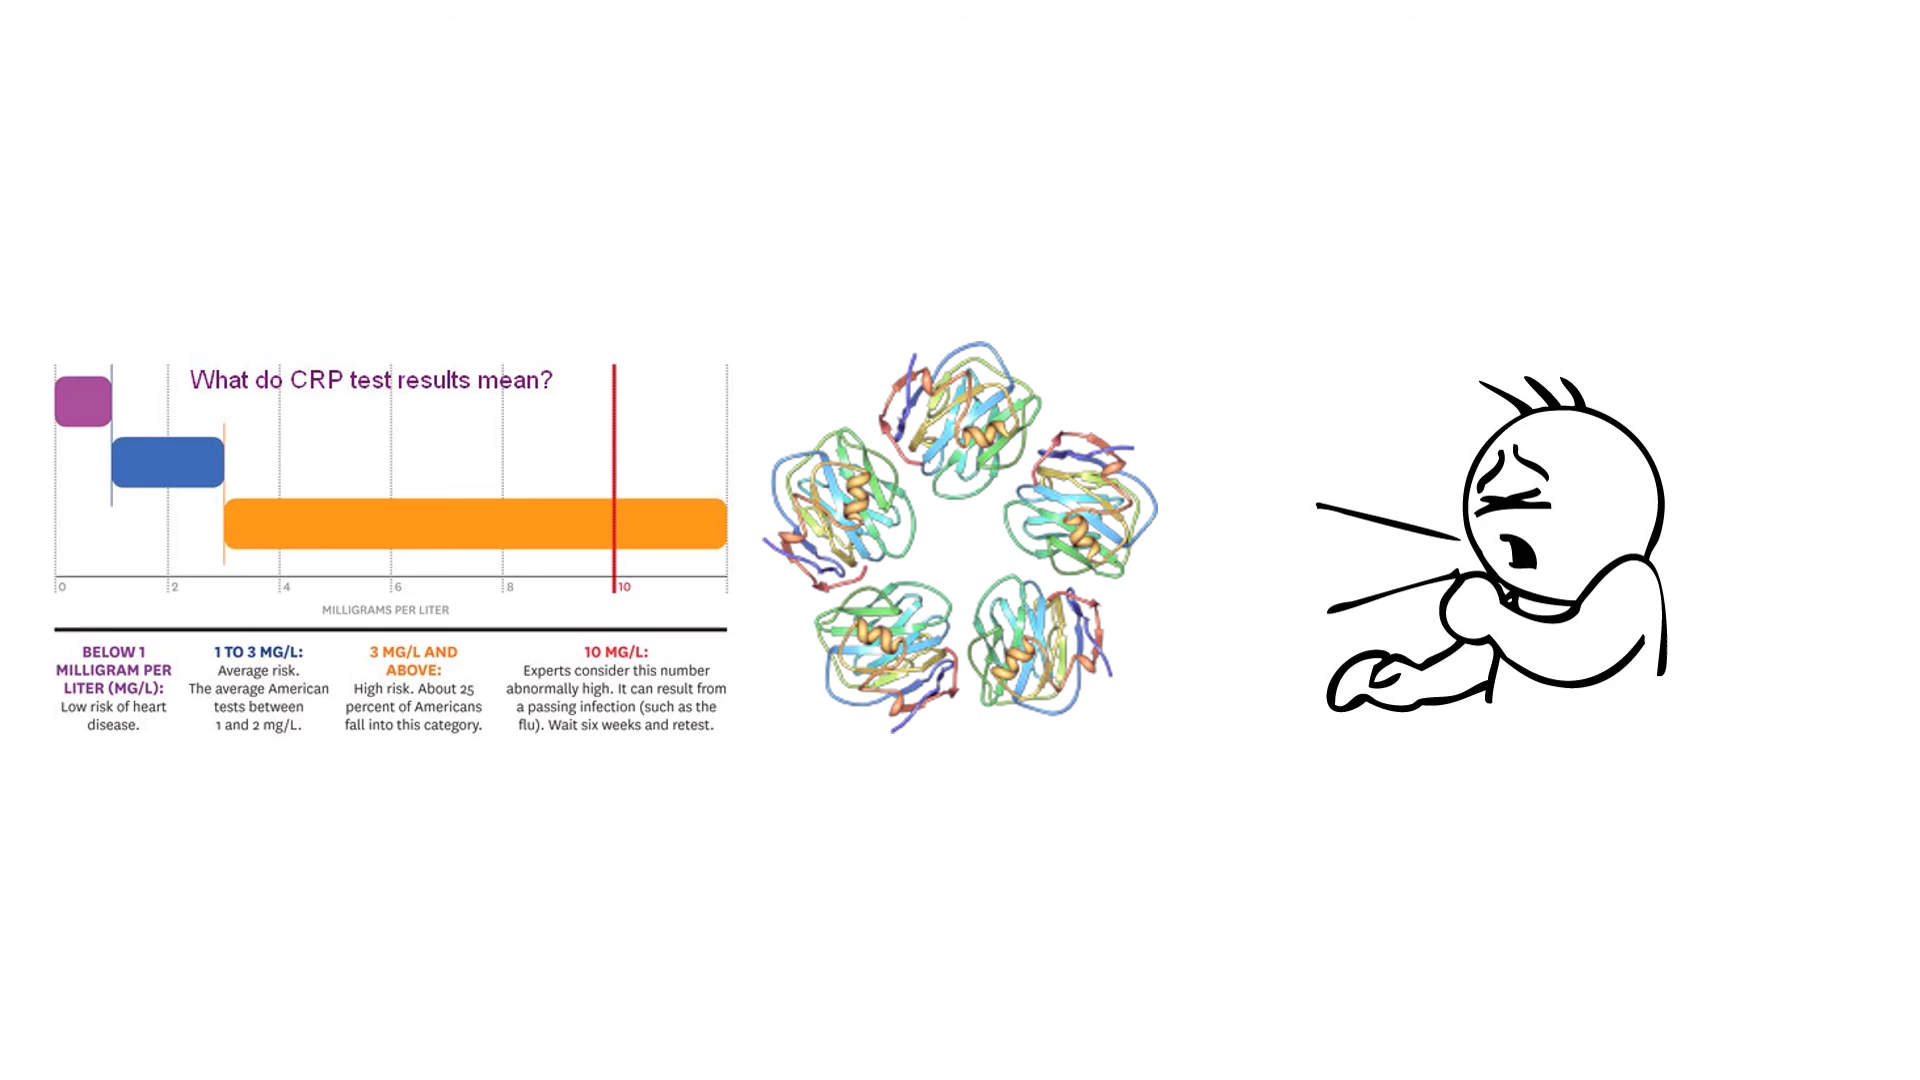 What do CRP test results mean?
0 2 4 6 8 10
MILLIGRAMS PER LITER
BELOW 1
MILLIGRAM PER
LITER (MG/L):
Low risk of heart
disease.
1 TO 3 MG/L:
Average risk.
The average American
tests between
1 and 2 mg/L.
3 MG/L AND
ABOVE:
High risk. About 25
percent of Americans
fall into this category.
10 MG/L:
Experts consider this number
abnormally high. It can result from
a passing infection (such as the
flu). Wait six weeks and retest.